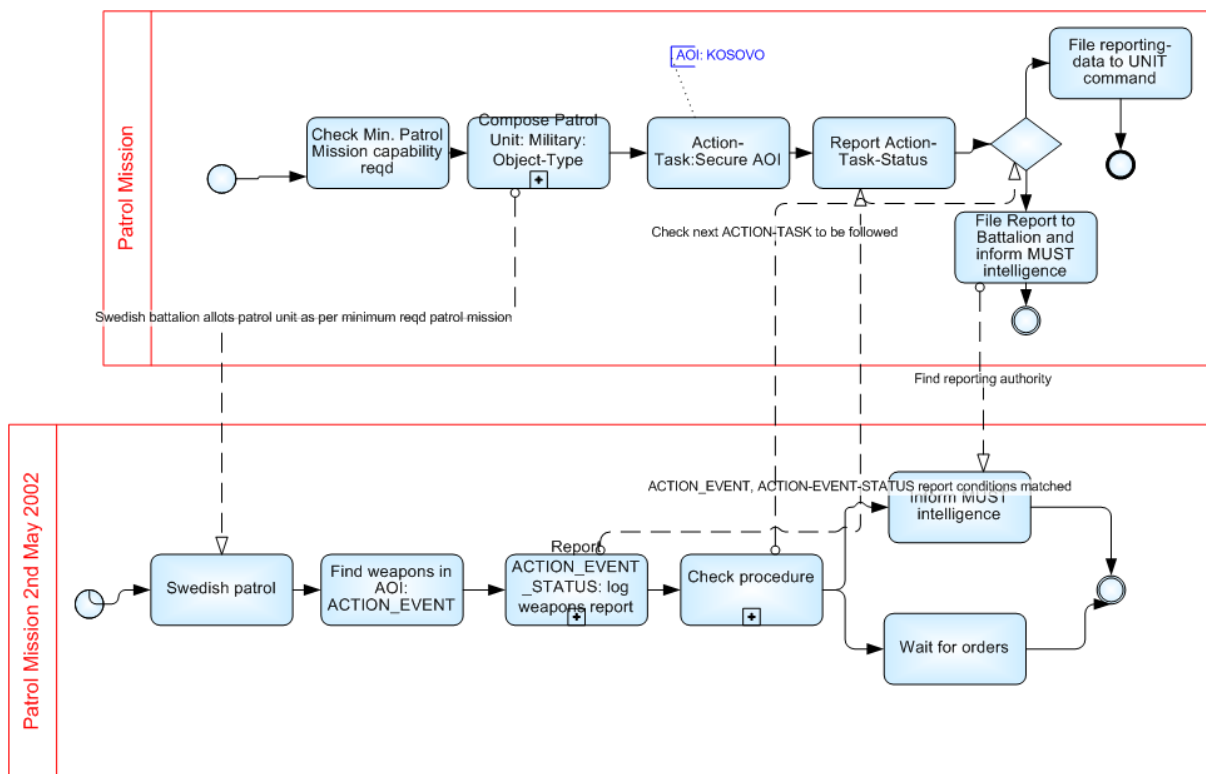 Patrol Mission
AOI: KOSOVO
File reporting-
data to UNIT
command
Check Min. Patrol
Mission capability
reqd
Compose Patrol
Unit: Military:
Object-Type
Action-
Task:Secure AOI
Report Action-
Task-Status
Check next ACTION-TASK to be followed
File Report to
Battalion and
inform MUST
intelligence
Swedish battalion allots patrol unit as per minimum reqd patrol mission
Find reporting authority
Patrol Mission 2nd May 2002
ACTION_EVENT, ACTION-EVENT-STATUS report conditions matched
Inform MUST
intelligence
Swedish patrol
Find weapons in
AOI:
ACTION_EVENT
Report
ACTION_EVENT
_STATUS: log
weapons report
Check procedure
Wait for orders